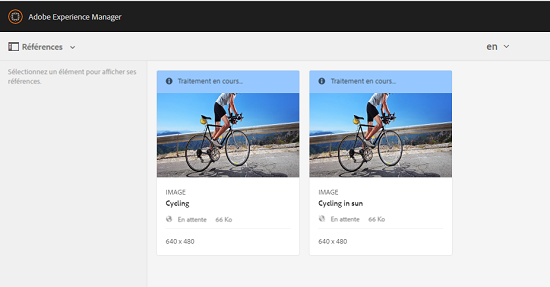 Adobe Experience Manager
Références
en
Sélectionnez un élément pour afficher ses
références.
Traitement en cours...
IMAGE
Cycling
En attente 66 Ko
640 x 480
Traitement en cours...
IMAGE
Cycling in sun
En attente 66 Ko
640 x 480